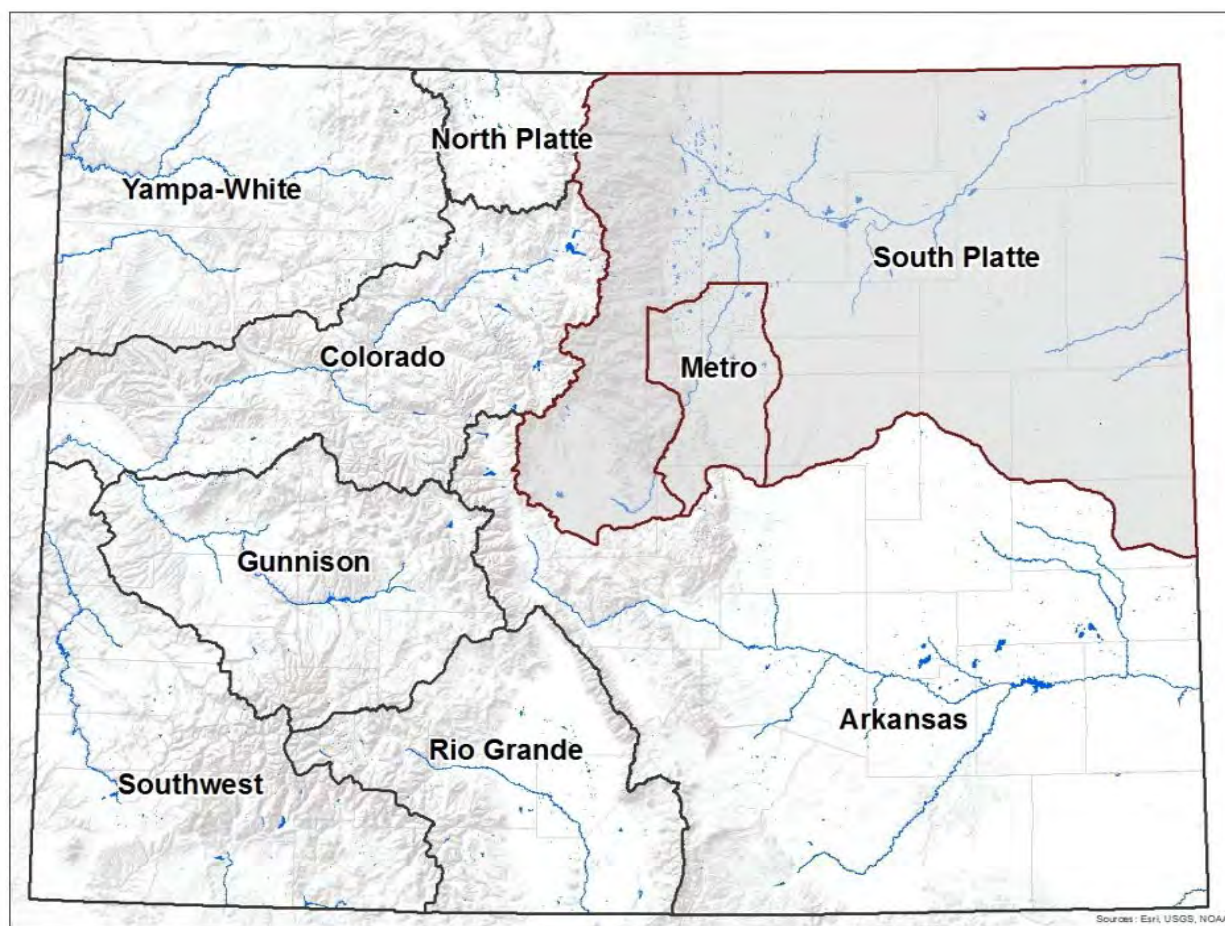 North Platte
Yampa-White
South Platte
Colorado
Metro
Gunnison
Arkansas
Rio Grande
Southwest
Sources: Esri, USGS, NOAA